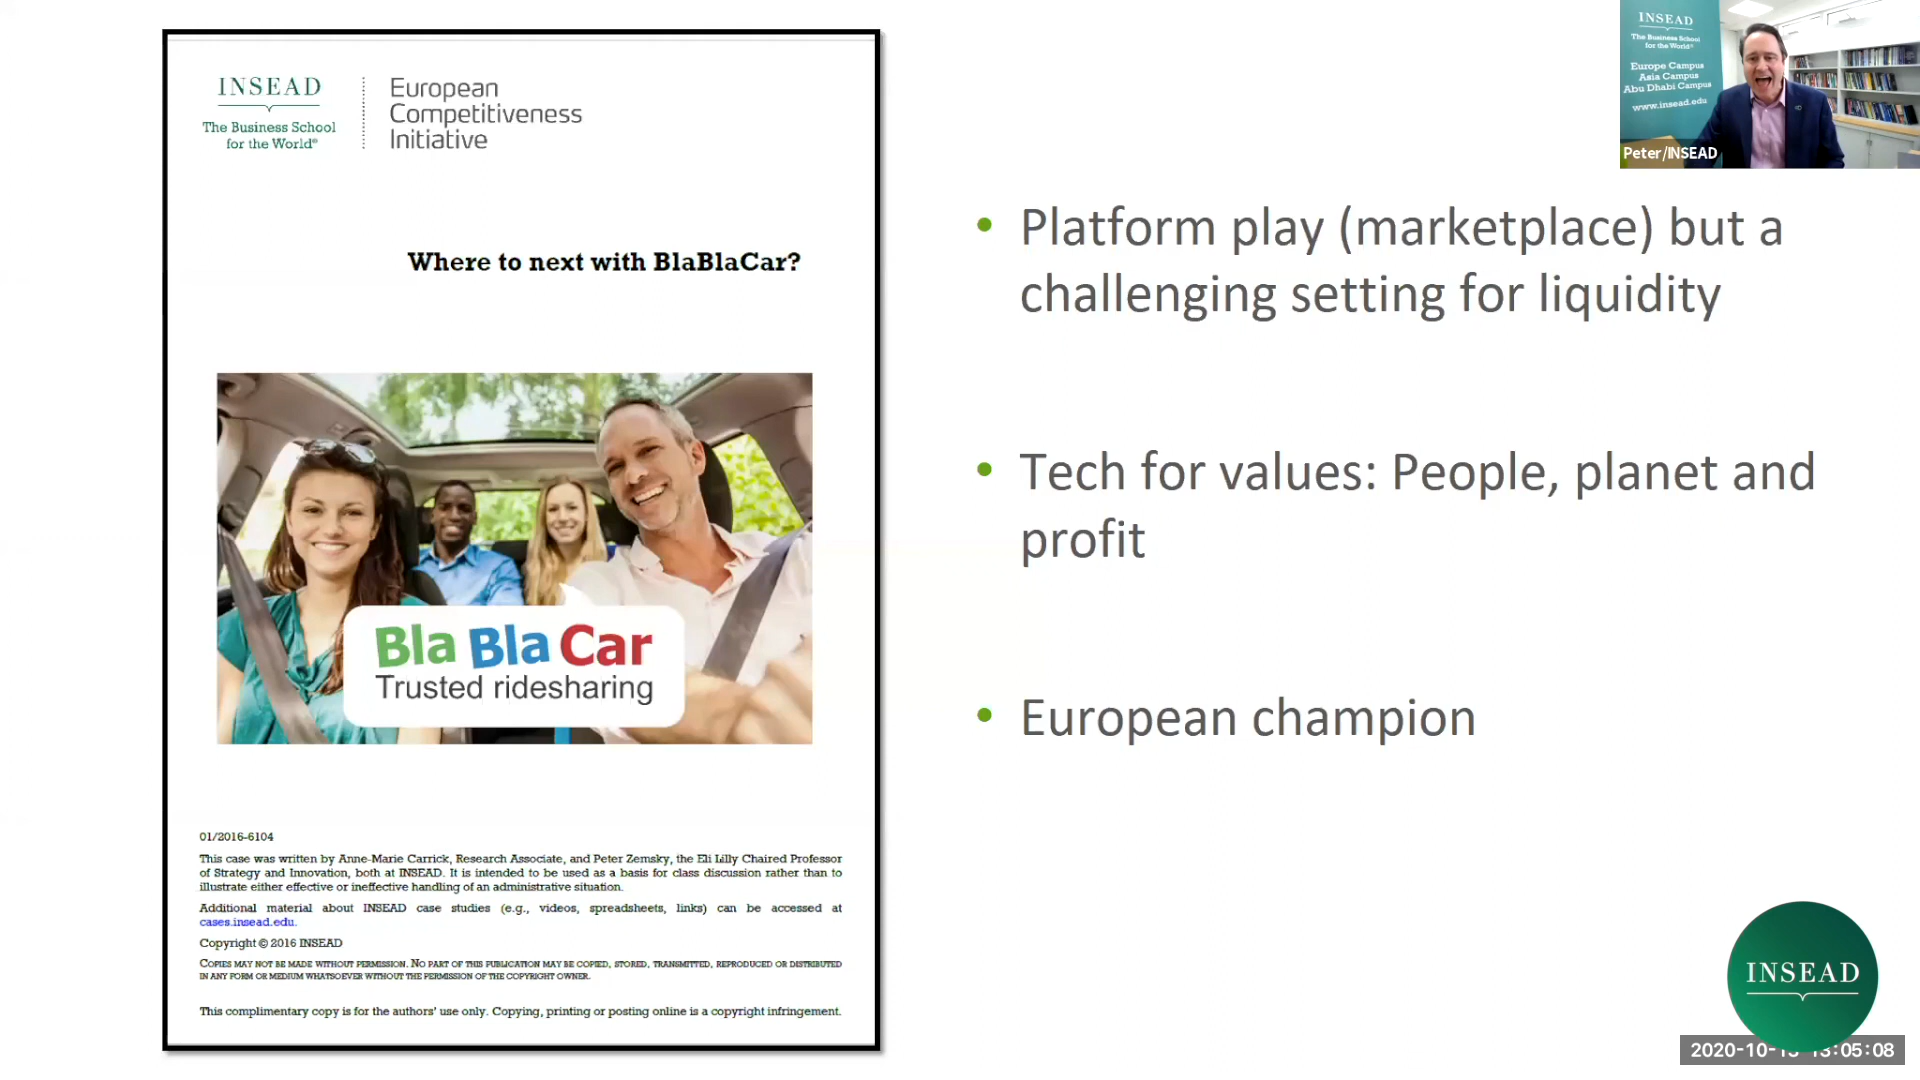 INSEAD
The Business School
for the World®
European
Competitiveness
Initiative
Where to next with BlaBlaCar?
Bla Bla Car
Trusted ridesharing
01/2016-6104
This case was written by Anne-Marie Carrick, Research Associate, and Peter Zemsky, the Eli Lilly Chaired Professor
of Strategy and Innovation, both at INSEAD. It is intended to be used as a basis for class discussion rather than to
illustrate either effective or ineffective handling of an administrative situation.
Additional material about INSEAD case studies (e.g., videos, spreadsheets, links) can be accessed at
cases.insead.edu.
Copyright © 2016 INSEAD
COPIES MAY NOT BE MADE WITHOUT PERMISSION. NO PART OF THIS PUBLICATION MAY BE COPIED, STORED, TRANSMITTED, REPRODUCED OR DISTRIBUTED
IN ANY FORM OR MEDIUM WHATSOEVER WITHOUT THE PERMISSION OF THE COPYRIGHT OWNER.
This complimentary copy is for the authors' use only. Copying, printing or posting online is a copyright infringement.
• Platform play (marketplace) but a
challenging setting for liquidity
• Tech for values: People, planet and
profit
• European champion
INSEAD
The Business School
for the World®
Europe Campus
Asia Campus
Abu Dhabi Campus
www.insead.edu
Peter/INSEAD
INSEAD
2020-10-1 13:05:08